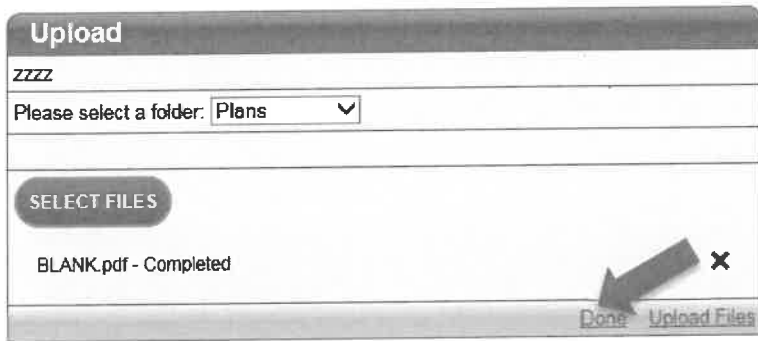 Upload
zzzz
Please select a folder: Plans
SELECT FILES
BLANK.pdf - Completed
Done Upload Files